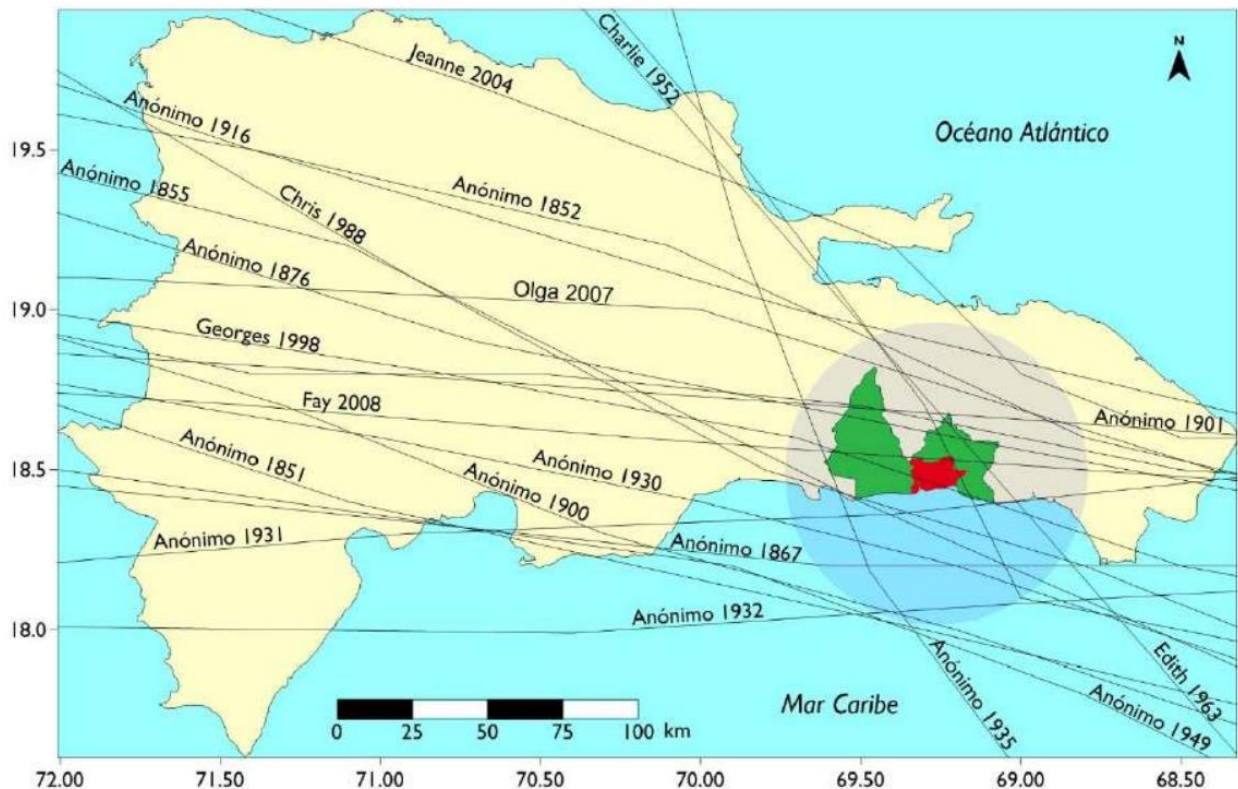 Jeanne 2004
Charlie 1952
N
Océano Atlántico
19.5
Anónimo 1916
Anónimo 1855
Anónimo 1852
Chris 1988
Anónimo 1876
19.0
Olga 2007
Georges 1998
Fay 2008
Anónimo 1901
18.5
Anónimo 1851
Anónimo 1930
Anónimo 1900
Anónimo 1931
Anónimo 1867
18.0
Anónimo 1932
Anónimo 1935
Edith 1963
Anónimo 1949
Mar Caribe
0 25 50 75 100 km
72.00 71.50 71.00 70.50 70.00 69.50 69.00 68.50